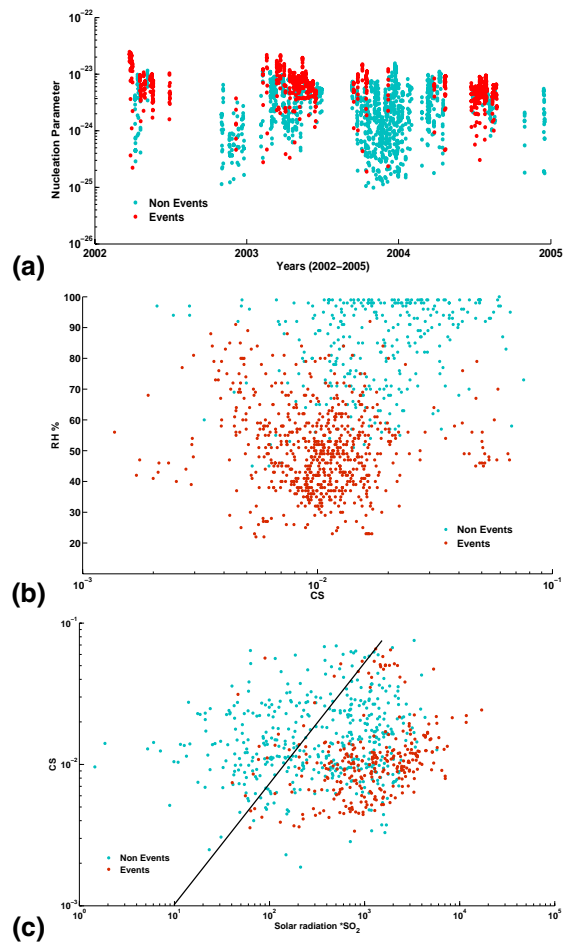 10^−22
10^−23
10^−24
10^−25
10^−26
Nucleation Parameter
Non Events
Events
2002 2003 2004 2005
Years (2002−2005)
(a)
100
90
80
70
60
50
40
30
20
RH %
Non Events
Events
10^−3 10^−2 10^−1
CS
(b)
10^−1
10^−2
10^−3
CS
Non Events
Events
10^0 10^1 10^2 10^3 10^4 10^5
Solar radiation *SO_2
(c)